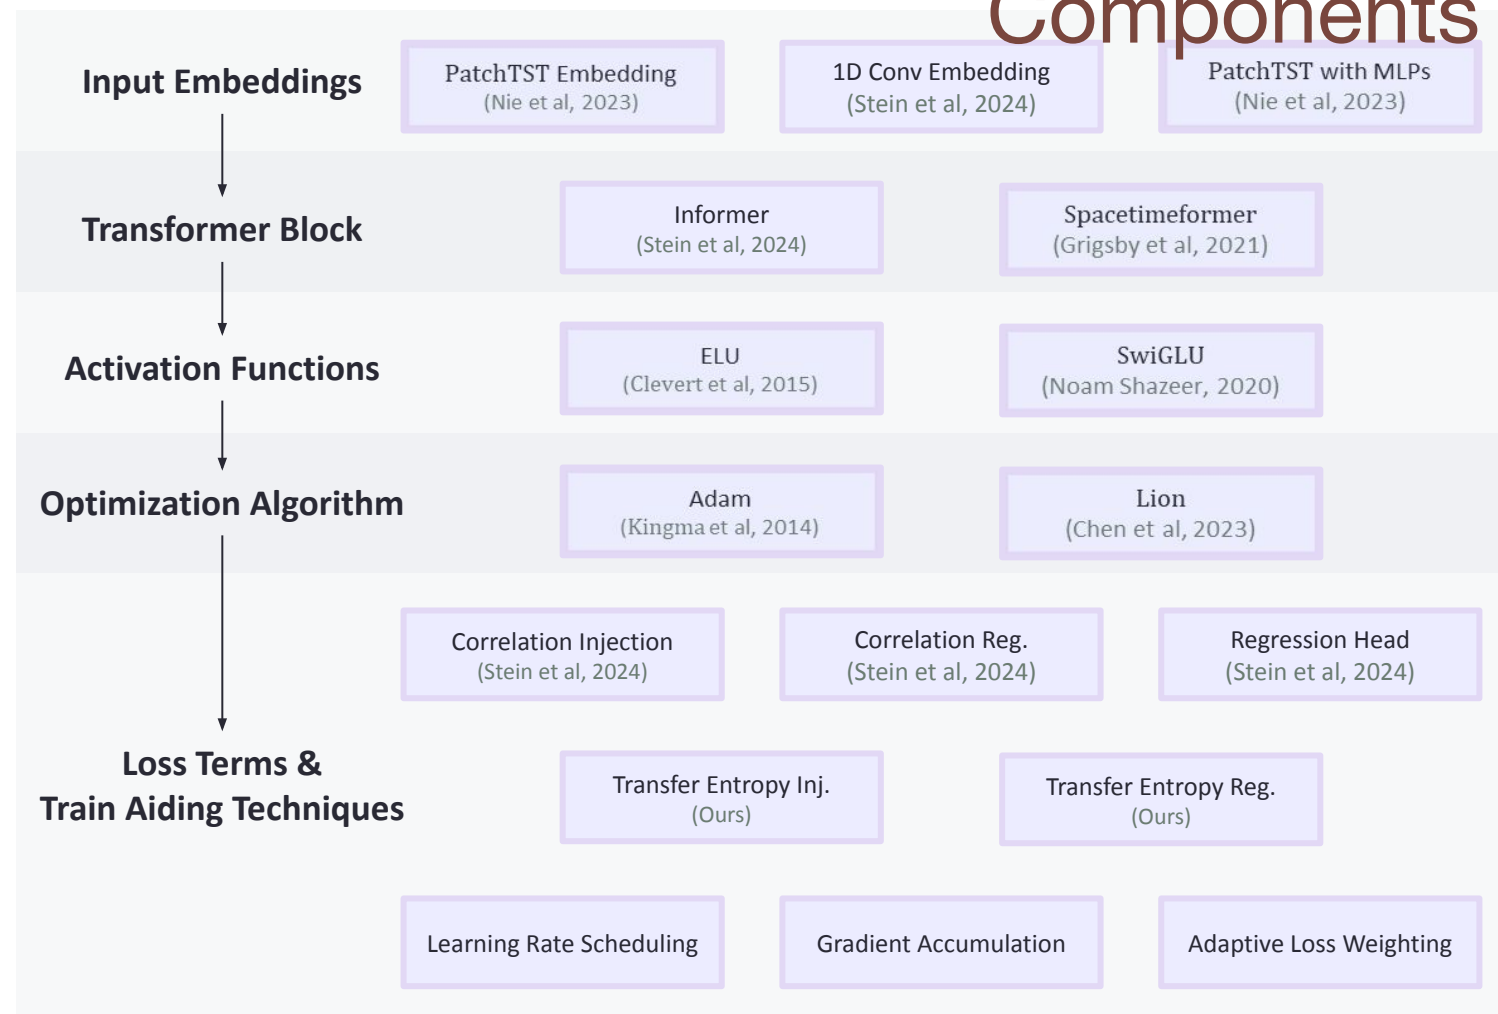 Components
Input Embeddings
PatchTST Embedding
(Nie et al, 2023)
1D Conv Embedding
(Stein et al, 2024)
PatchTST with MLPs
(Nie et al, 2023)
Transformer Block
Informer
(Stein et al, 2024)
Spacetimeformer
(Grigsby et al, 2021)
Activation Functions
ELU
(Clevert et al, 2015)
SwiGLU
(Noam Shazeer, 2020)
Optimization Algorithm
Adam
(Kingma et al, 2014)
Lion
(Chen et al, 2023)
Loss Terms &
Train Aiding Techniques
Correlation Injection
(Stein et al, 2024)
Correlation Reg.
(Stein et al, 2024)
Regression Head
(Stein et al, 2024)
Transfer Entropy Inj.
(Ours)
Transfer Entropy Reg.
(Ours)
Learning Rate Scheduling
Gradient Accumulation
Adaptive Loss Weighting